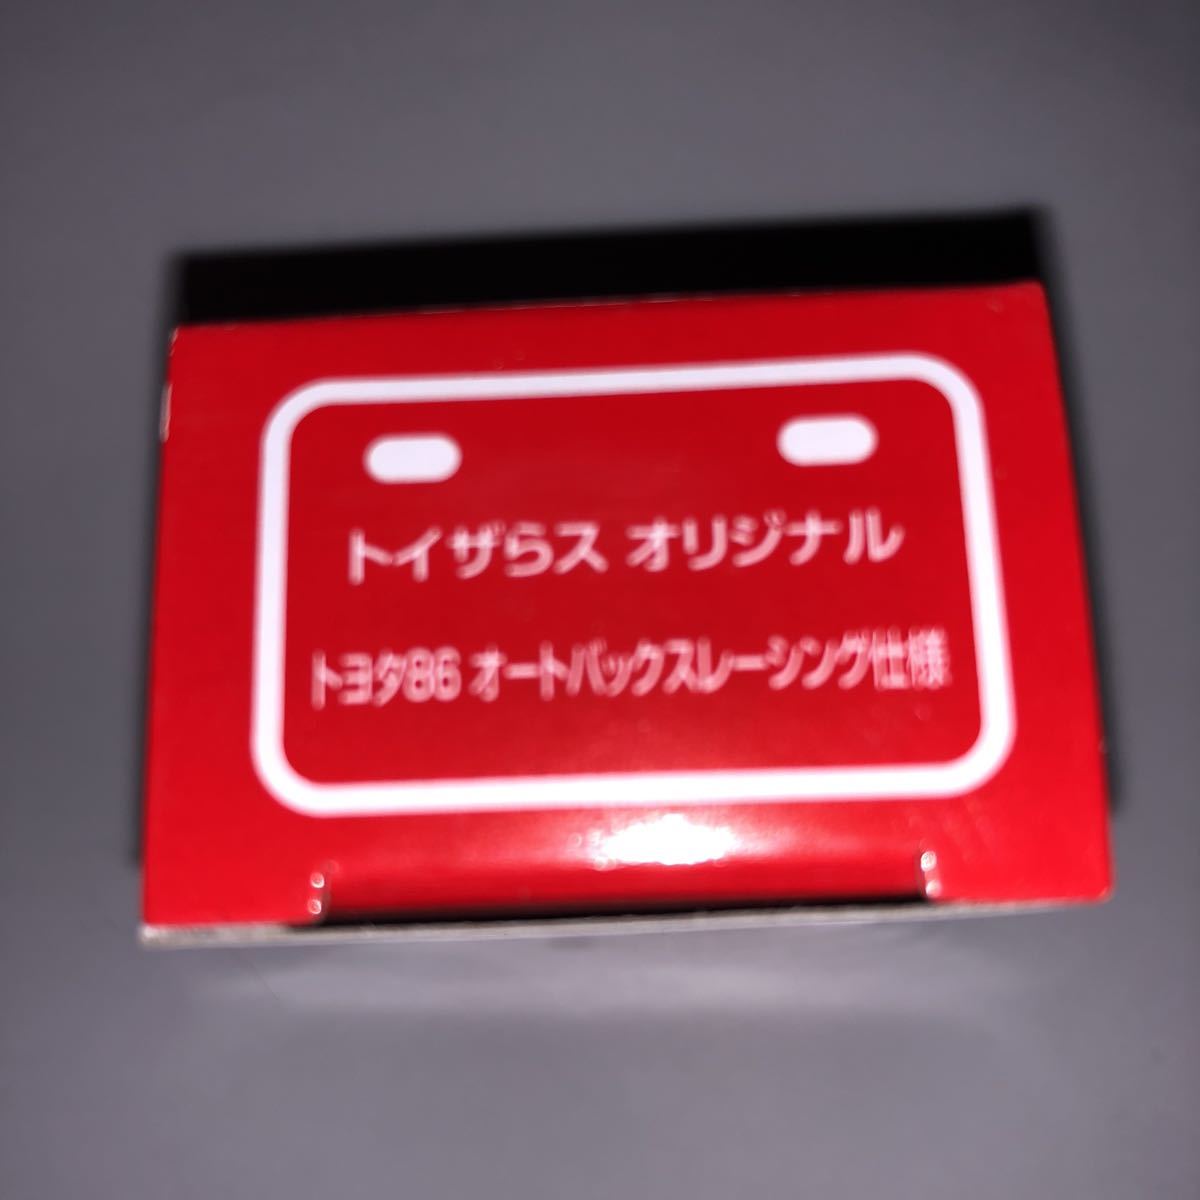 トイザらス オリジナル
トヨタ86 オートバックスレーシング仕様